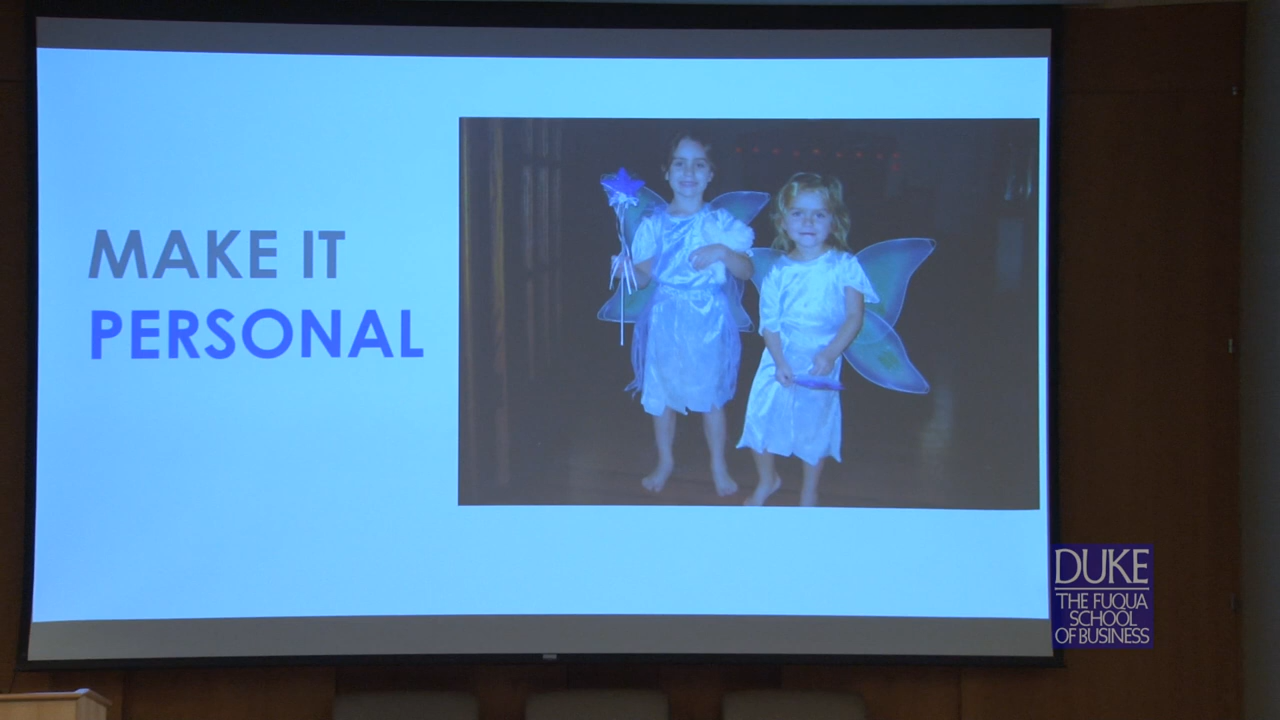 MAKE IT
PERSONAL
DUKE
THE FUQUA
SCHOOL
OF BUSINESS